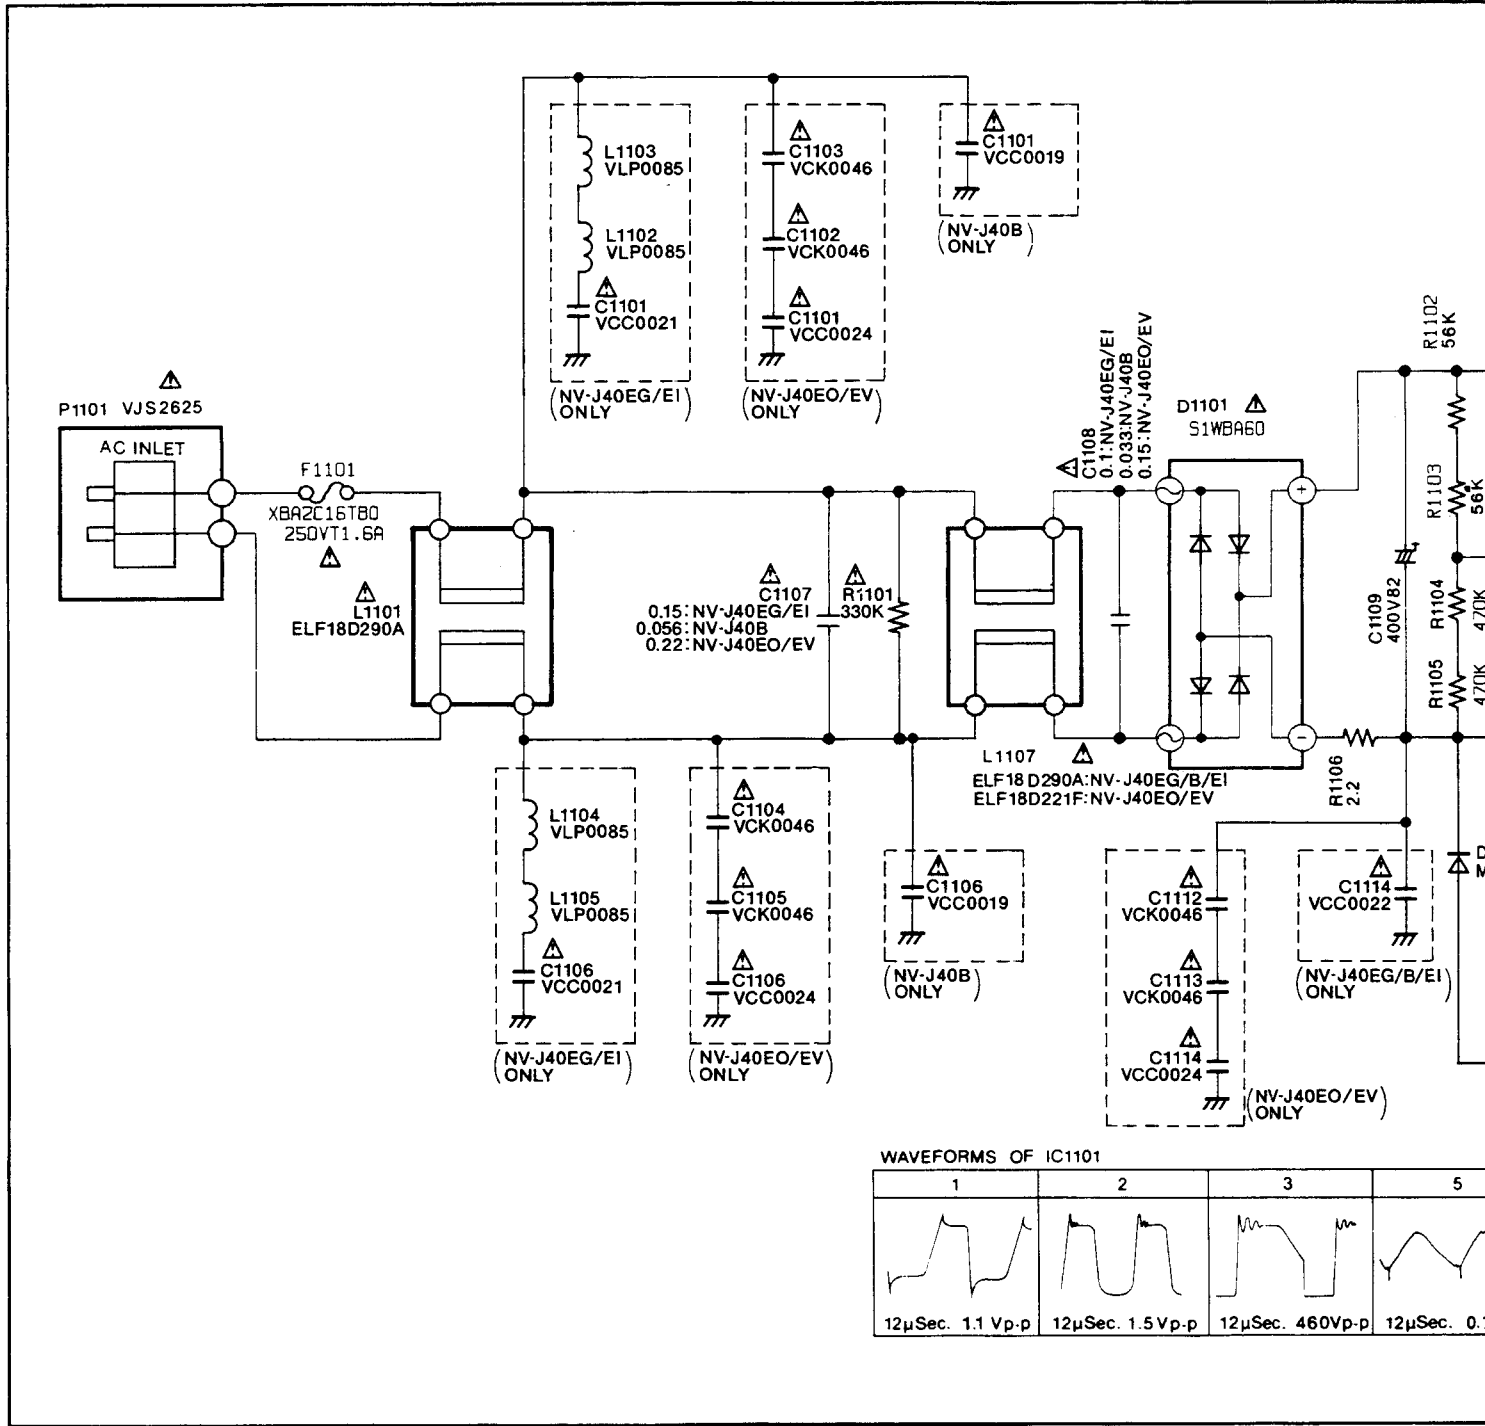 L1103
VLP0085
L1102
VLP0085
C1101
VCC0021
(NV-J40EG/EI)
ONLY
C1103
VCK0046
C1102
VCK0046
C1101
VCC0024
(NV-J40EO/EV)
ONLY
C1101
VCC0019
(NV-J40B)
ONLY
P1101 VJS2625
AC INLET
F1101
XBA2C16TB0
250VT1.6A
L1101
ELF18D290A
C1107
0.15:NV-J40EG/EI
0.056:NV-J40B
0.22:NV-J40EO/EV
R1101
330K
C1108
0.1:NV-J40EG/EI
0.033:NV-J40B
0.15:NV-J40EO/EV
D1101
S1WBA60
+
-
R1102
56K
R1103
56K
C1109
400V82
+
R1104
470K
R1105
470K
R1106
2.2
L1107
ELF18D290A:NV-J40EG/B/EI
ELF18D221F:NV-J40EO/EV
L1104
VLP0085
L1105
VLP0085
C1106
VCC0021
(NV-J40EG/EI)
ONLY
C1104
VCK0046
C1105
VCK0046
C1106
VCC0024
(NV-J40EO/EV)
ONLY
C1106
VCC0019
(NV-J40B)
ONLY
C1112
VCK0046
C1113
VCK0046
C1114
VCC0024
(NV-J40EO/EV)
ONLY
C1114
VCC0022
(NV-J40EG/B/EI)
ONLY
D
M
WAVEFORMS OF IC1101
1 2 3 5
12µSec. 1.1 Vp-p 12µSec. 1.5Vp-p 12µSec. 460Vp-p 12µSec. 0.